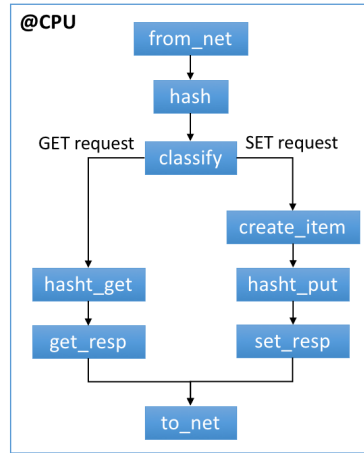 @CPU
from_net
hash
GET request
SET request
classify
create_item
hasht_get
hasht_put
get_resp
set_resp
to_net